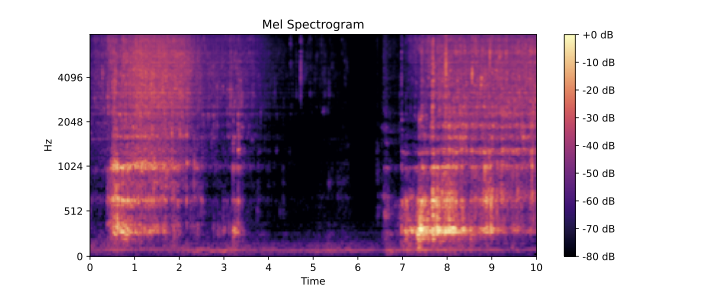 Mel Spectrogram
Hz
4096
2048
1024
512
0
0 1 2 3 4 5 6 7 8 9 10
Time
+0 dB
-10 dB
-20 dB
-30 dB
-40 dB
-50 dB
-60 dB
-70 dB
-80 dB